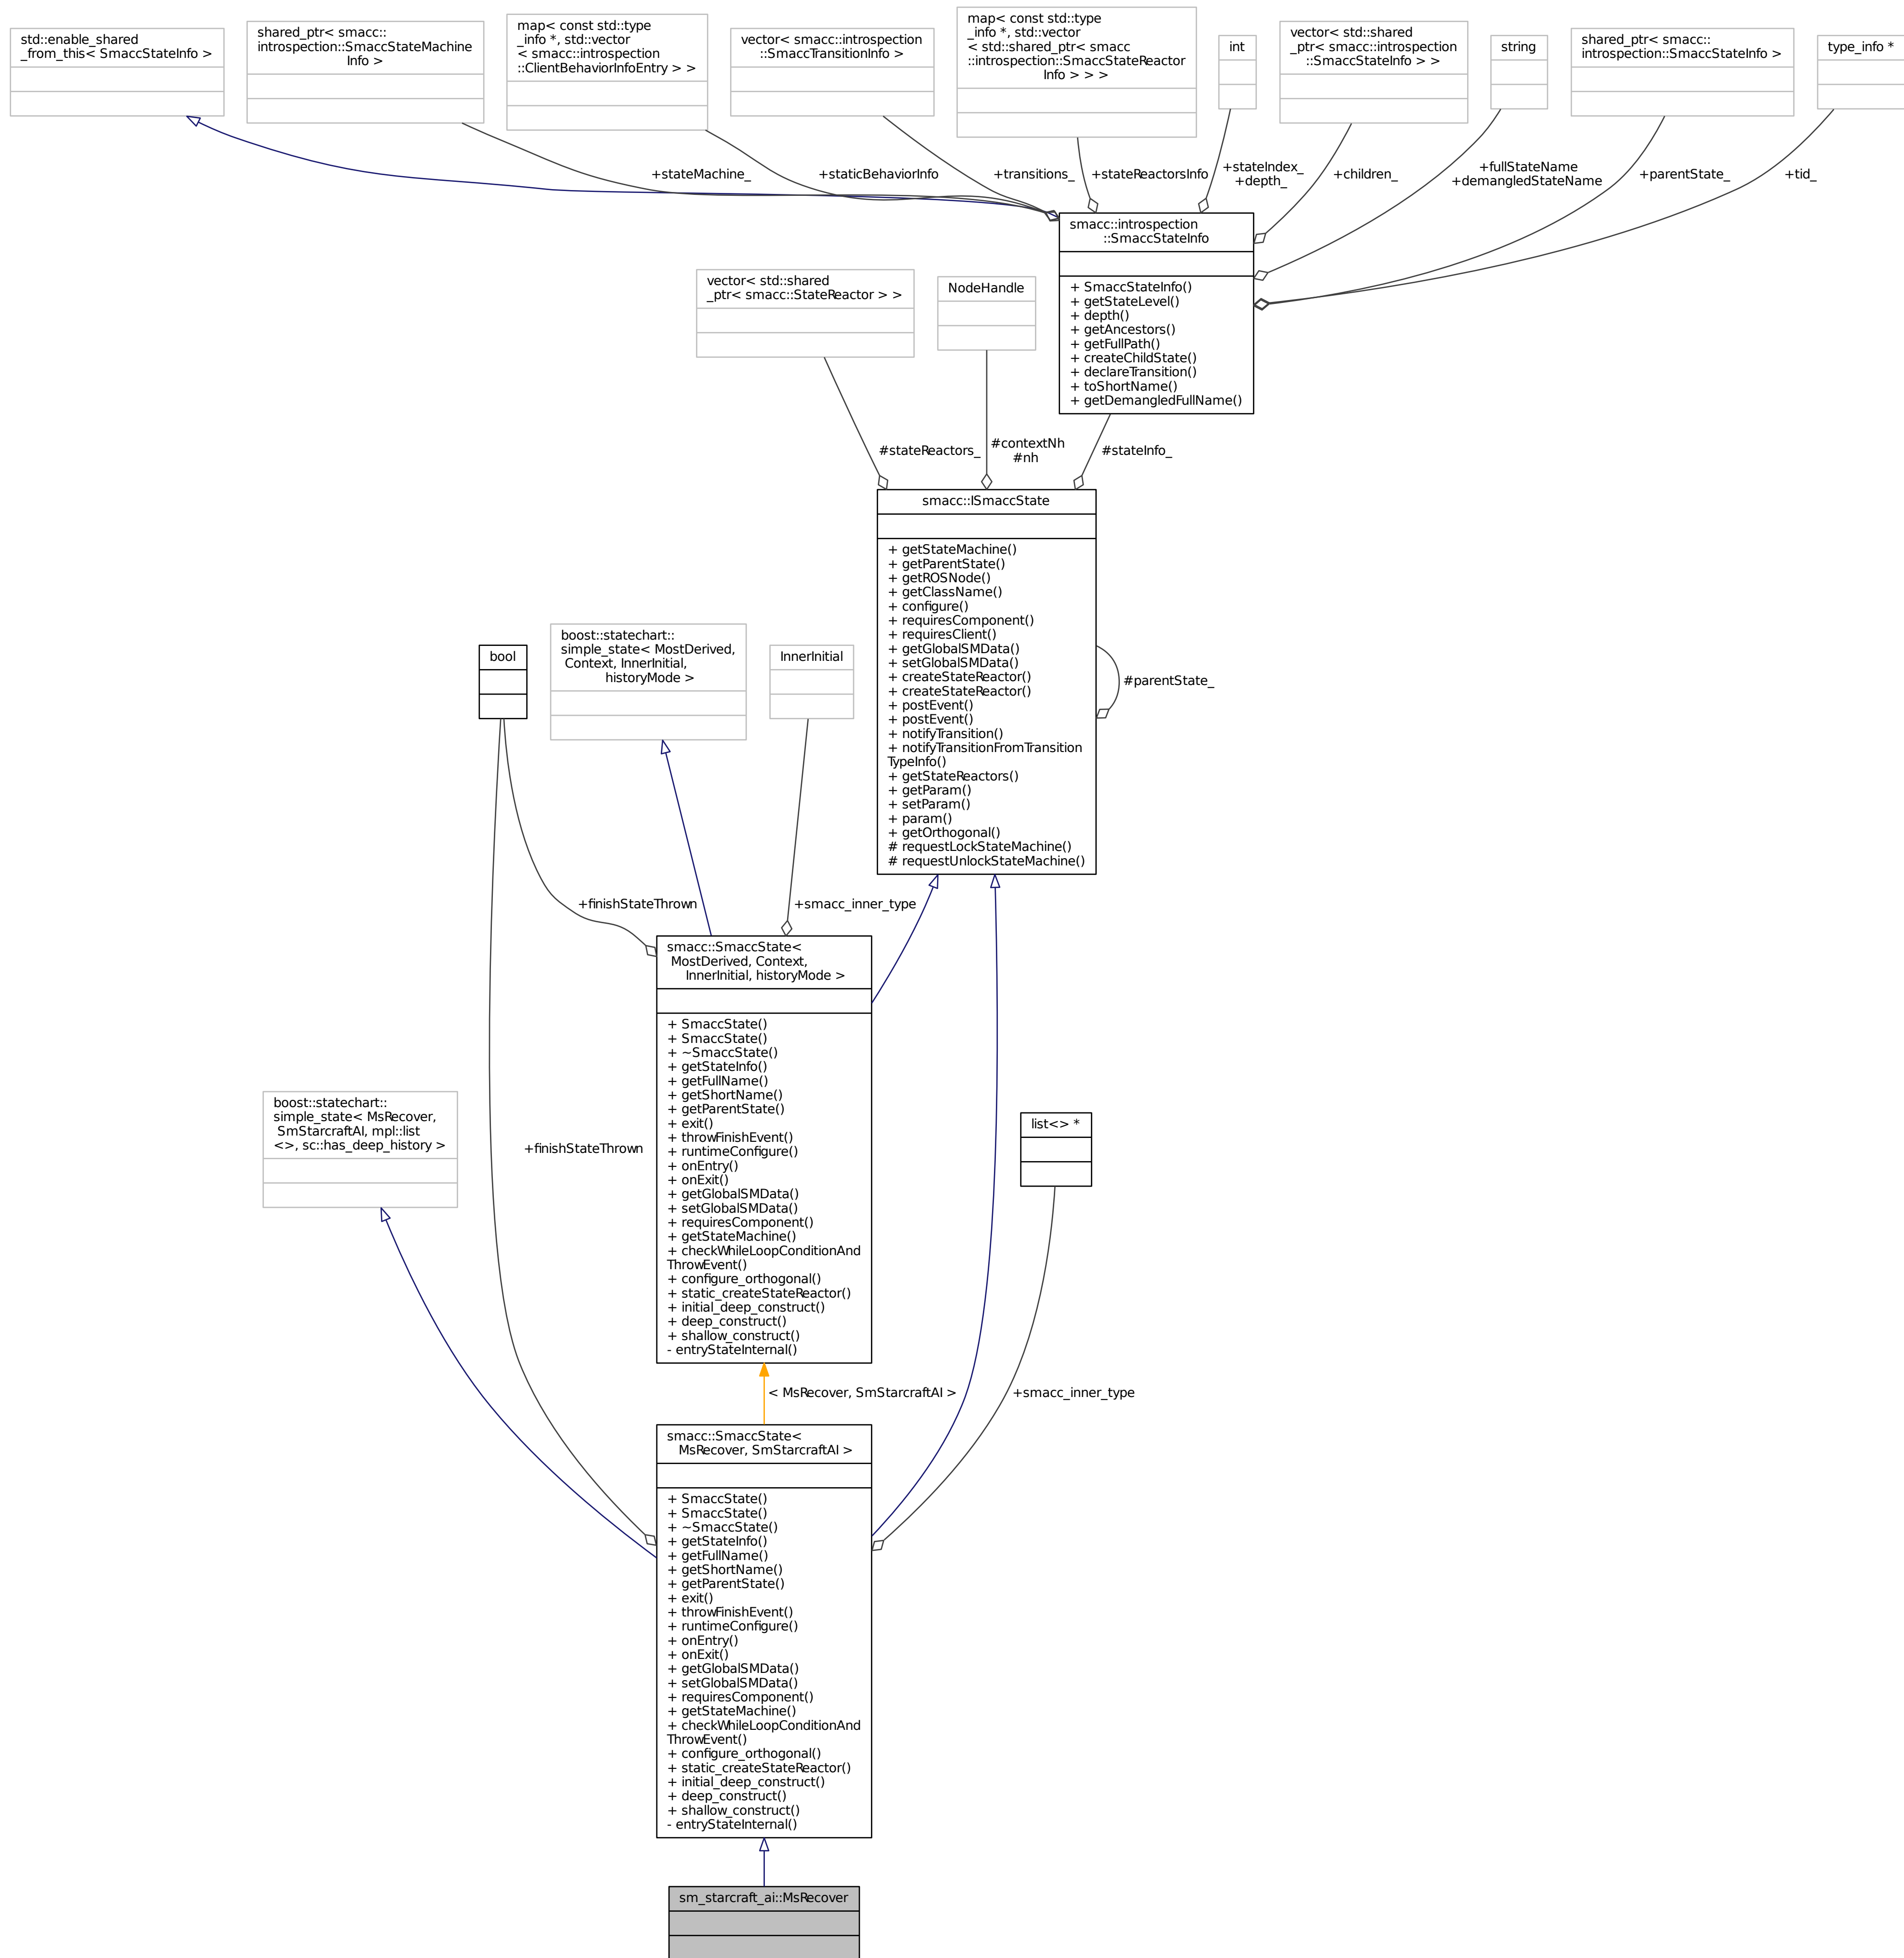 std::enable_shared
_from_this< SmaccStateInfo >
shared_ptr< smacc::
introspection::SmaccStateMachine
Info >
map< const std::type
_info *, std::vector
< smacc::introspection
::ClientBehaviorInfoEntry > >
vector< smacc::introspection
::SmaccTransitionInfo >
map< const std::type
_info *, std::vector
< std::shared_ptr< smacc
::introspection::SmaccStateReactor
Info > > >
int
vector< std::shared
_ptr< smacc::introspection
::SmaccStateInfo > >
string
shared_ptr< smacc::
introspection::SmaccStateInfo >
type_info *
+stateMachine_
+staticBehaviorInfo
+transitions_
+stateReactorsInfo
+stateIndex_
+depth_
+children_
+fullStateName
+demangledStateName
+parentState_
+tid_
smacc::introspection
::SmaccStateInfo
+ SmaccStateInfo()
+ getStateLevel()
+ depth()
+ getAncestors()
+ getFullPath()
+ createChildState()
+ declareTransition()
+ toShortName()
+ getDemangledFullName()
vector< std::shared
_ptr< smacc::StateReactor > >
NodeHandle
#stateReactors_
#contextNh
#nh
#stateInfo_
smacc::ISmaccState
+ getStateMachine()
+ getParentState()
+ getROSNode()
+ getClassName()
+ configure()
+ requiresComponent()
+ requiresClient()
+ getGlobalSMData()
+ setGlobalSMData()
+ createStateReactor()
+ createStateReactor()
+ postEvent()
+ postEvent()
+ notifyTransition()
+ notifyTransitionFromTransition
TypeInfo()
+ getStateReactors()
+ getParam()
+ setParam()
+ param()
+ getOrthogonal()
# requestLockStateMachine()
# requestUnlockStateMachine()
#parentState_
bool
boost::statechart::
simple_state< MostDerived,
Context, InnerInitial,
historyMode >
InnerInitial
+finishStateThrown
+smacc_inner_type
smacc::SmaccState<
MostDerived, Context,
InnerInitial, historyMode >
+ SmaccState()
+ SmaccState()
+ ~SmaccState()
+ getStateInfo()
+ getFullName()
+ getShortName()
+ getParentState()
+ exit()
+ throwFinishEvent()
+ runtimeConfigure()
+ onEntry()
+ onExit()
+ getGlobalSMData()
+ setGlobalSMData()
+ requiresComponent()
+ getStateMachine()
+ checkWhileLoopConditionAnd
ThrowEvent()
+ configure_orthogonal()
+ static_createStateReactor()
+ initial_deep_construct()
+ deep_construct()
+ shallow_construct()
- entryStateInternal()
boost::statechart::
simple_state< MsRecover,
SmStarcraftAI, mpl::list
<>, sc::has_deep_history >
+finishStateThrown
list<> *
< MsRecover, SmStarcraftAI >
+smacc_inner_type
smacc::SmaccState<
MsRecover, SmStarcraftAI >
+ SmaccState()
+ SmaccState()
+ ~SmaccState()
+ getStateInfo()
+ getFullName()
+ getShortName()
+ getParentState()
+ exit()
+ throwFinishEvent()
+ runtimeConfigure()
+ onEntry()
+ onExit()
+ getGlobalSMData()
+ setGlobalSMData()
+ requiresComponent()
+ getStateMachine()
+ checkWhileLoopConditionAnd
ThrowEvent()
+ configure_orthogonal()
+ static_createStateReactor()
+ initial_deep_construct()
+ deep_construct()
+ shallow_construct()
- entryStateInternal()
sm_starcraft_ai::MsRecover